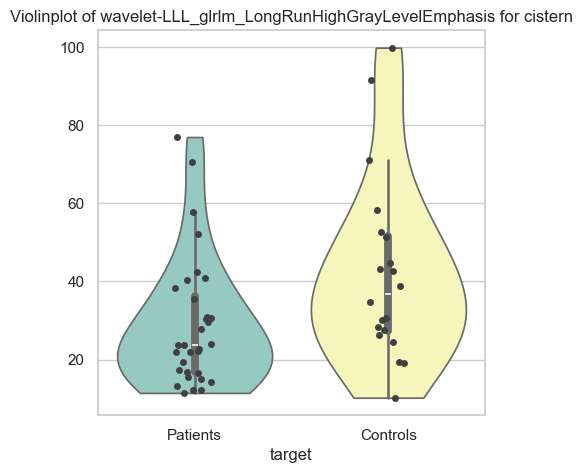 Violinplot of wavelet-LLL_glrlm_LongRunHighGrayLevelEmphasis for cistern
100
80
60
40
20
Patients
Controls
target